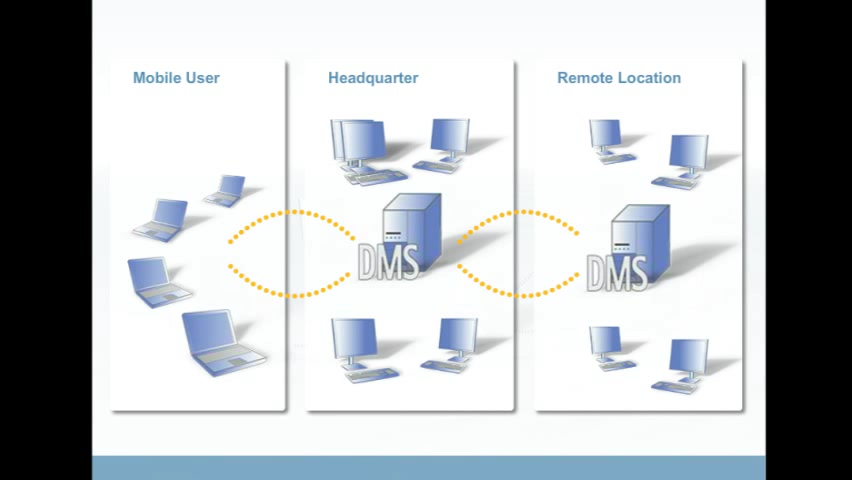 Mobile User
Headquarter
Remote Location
DMS
DMS